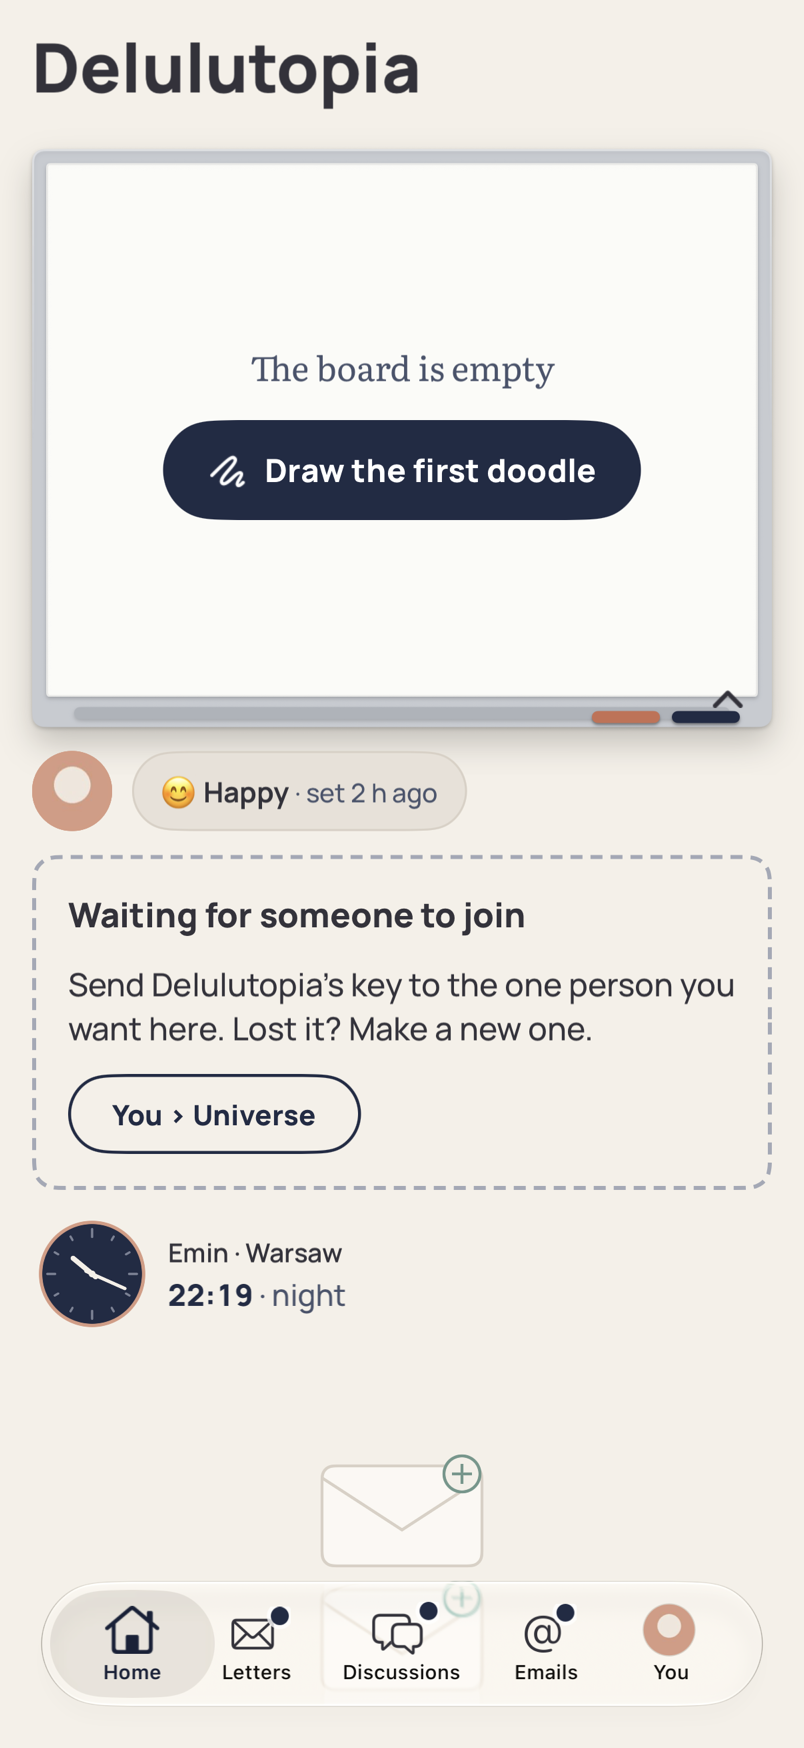 Delulutopia
The board is empty
Draw the first doodle
😊 Happy · set 2 h ago
Waiting for someone to join
Send Delulutopia's key to the one person you
want here. Lost it? Make a new one.
You › Universe
Emin · Warsaw
22:19 · night
Home
Letters
Discussions
Emails
You